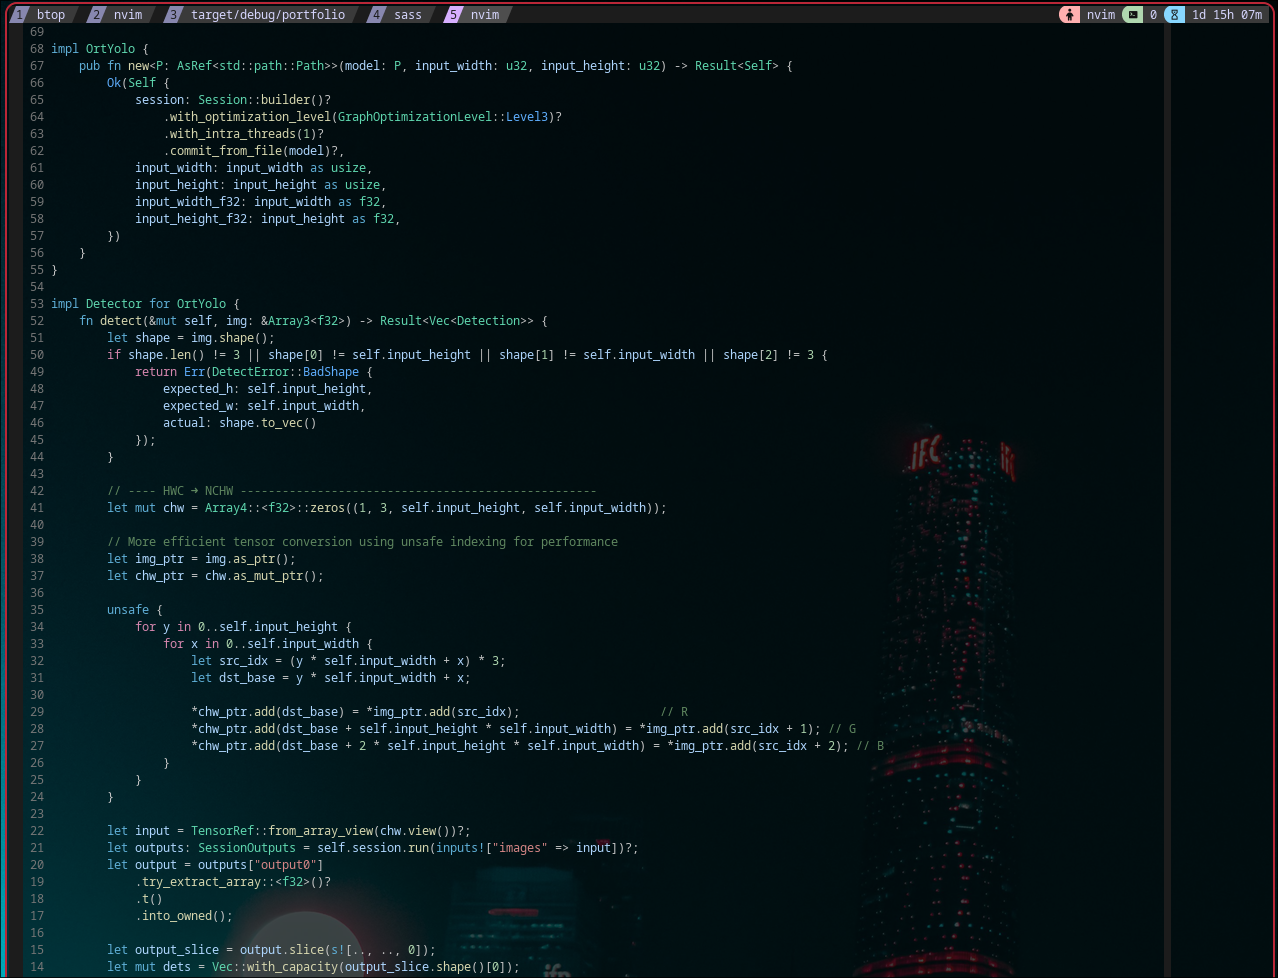 1 btop 2 nvim 3 target/debug/portfolio 4 sass 5 nvim nvim 0 1d 15h 07m
69
68 impl OrtYolo {
67     pub fn new<P: AsRef<std::path::Path>>(model: P, input_width: u32, input_height: u32) -> Result<Self> {
66         Ok(Self {
65             session: Session::builder()?
64                 .with_optimization_level(GraphOptimizationLevel::Level3)?
63                 .with_intra_threads(1)?
62                 .commit_from_file(model)?,
61             input_width: input_width as usize,
60             input_height: input_height as usize,
59             input_width_f32: input_width as f32,
58             input_height_f32: input_height as f32,
57         })
56     }
55 }
54
53 impl Detector for OrtYolo {
52     fn detect(&mut self, img: &Array3<f32>) -> Result<Vec<Detection>> {
51         let shape = img.shape();
50         if shape.len() != 3 || shape[0] != self.input_height || shape[1] != self.input_width || shape[2] != 3 {
49             return Err(DetectError::BadShape {
48                 expected_h: self.input_height,
47                 expected_w: self.input_width,
46                 actual: shape.to_vec()
45             });
44         }
43
42         // ---- HWC → NCHW ---------------------------------------------------
41         let mut chw = Array4::<f32>::zeros((1, 3, self.input_height, self.input_width));
40
39         // More efficient tensor conversion using unsafe indexing for performance
38         let img_ptr = img.as_ptr();
37         let chw_ptr = chw.as_mut_ptr();
36
35         unsafe {
34             for y in 0..self.input_height {
33                 for x in 0..self.input_width {
32                     let src_idx = (y * self.input_width + x) * 3;
31                     let dst_base = y * self.input_width + x;
30
29                     *chw_ptr.add(dst_base) = *img_ptr.add(src_idx);                    // R
28                     *chw_ptr.add(dst_base + self.input_height * self.input_width) = *img_ptr.add(src_idx + 1); // G
27                     *chw_ptr.add(dst_base + 2 * self.input_height * self.input_width) = *img_ptr.add(src_idx + 2); // B
26                 }
25             }
24         }
23
22         let input = TensorRef::from_array_view(chw.view())?;
21         let outputs: SessionOutputs = self.session.run(inputs!["images" => input])?;
20         let output = outputs["output0"]
19             .try_extract_array::<f32>()?
18             .t()
17             .into_owned();
16
15         let output_slice = output.slice(s![.., .., 0]);
14         let mut dets = Vec::with_capacity(output_slice.shape()[0]);
IFC